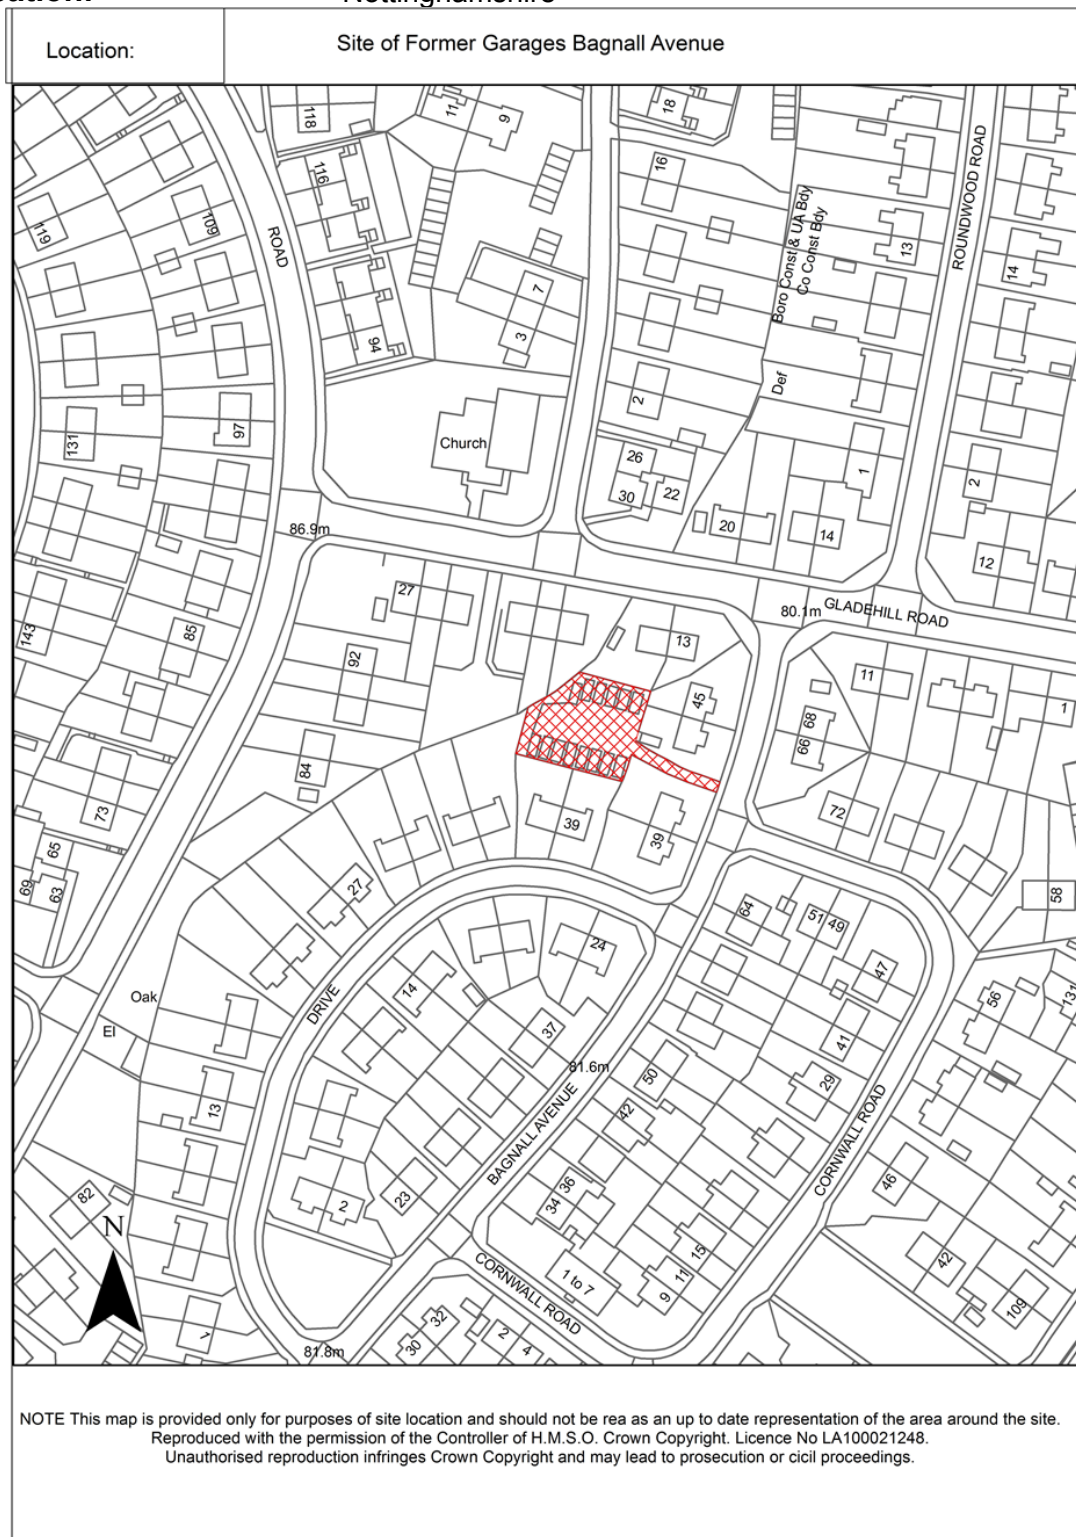 Nottinghamshire
Location:
Site of Former Garages Bagnall Avenue
118
11
9
18
116
16
ROUNDWOOD ROAD
119
109
ROAD
Boro Const & UA Bdy
Co Const Bdy
13
14
7
3
94
Def
2
131
97
Church
26
30
22
1
2
20
14
12
86.9m
80.1m
GLADEHILL ROAD
27
143
85
92
13
11
45
68
66
1
84
73
39
39
72
65
69
63
27
58
64
51
49
24
47
Oak
14
El
DRIVE
37
56
131
41
81.6m
50
29
13
42
BAGNALL AVENUE
CORNWALL ROAD
82
N
2
23
36
34
46
15
11
9
1 to 7
42
CORNWALL ROAD
109
1
32
30
2
4
81.8m
NOTE This map is provided only for purposes of site location and should not be rea as an up to date representation of the area around the site.
Reproduced with the permission of the Controller of H.M.S.O. Crown Copyright. Licence No LA100021248.
Unauthorised reproduction infringes Crown Copyright and may lead to prosecution or cicil proceedings.